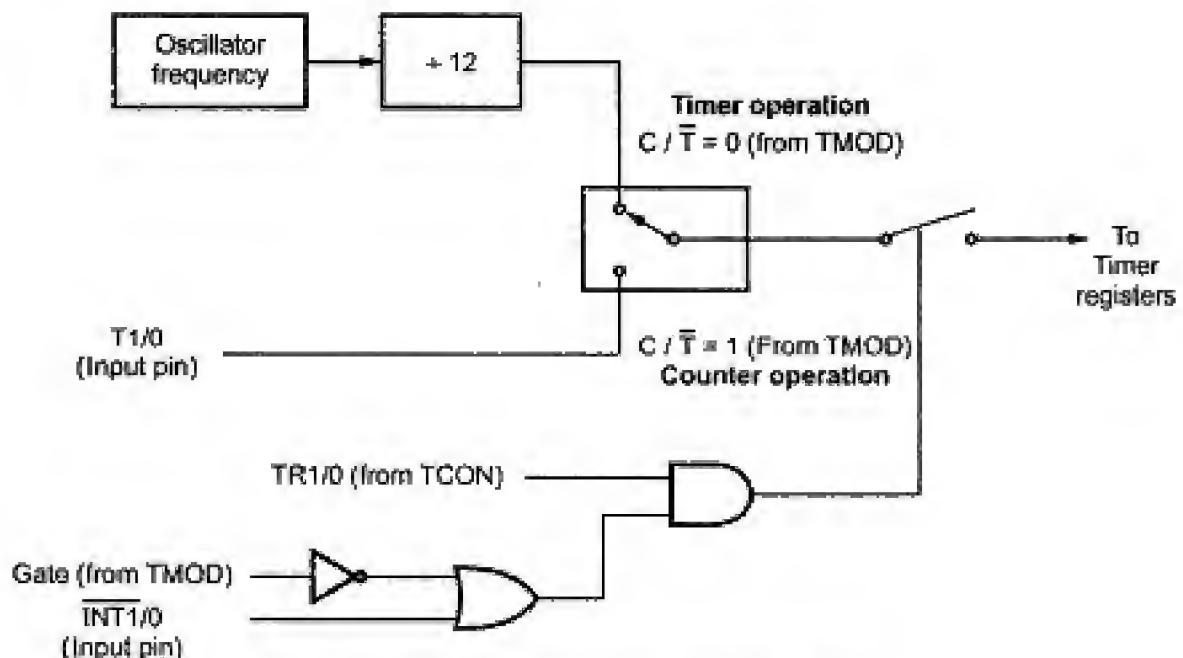 Oscillator
frequency
÷ 12
Timer operation
C / T̅ = 0 (from TMOD)
To
Timer
registers
T1/0
(Input pin)
C / T̅ = 1 (From TMOD)
Counter operation
TR1/0 (from TCON)
Gate (from TMOD)
I̅N̅T̅1̅/0
(Input pin)